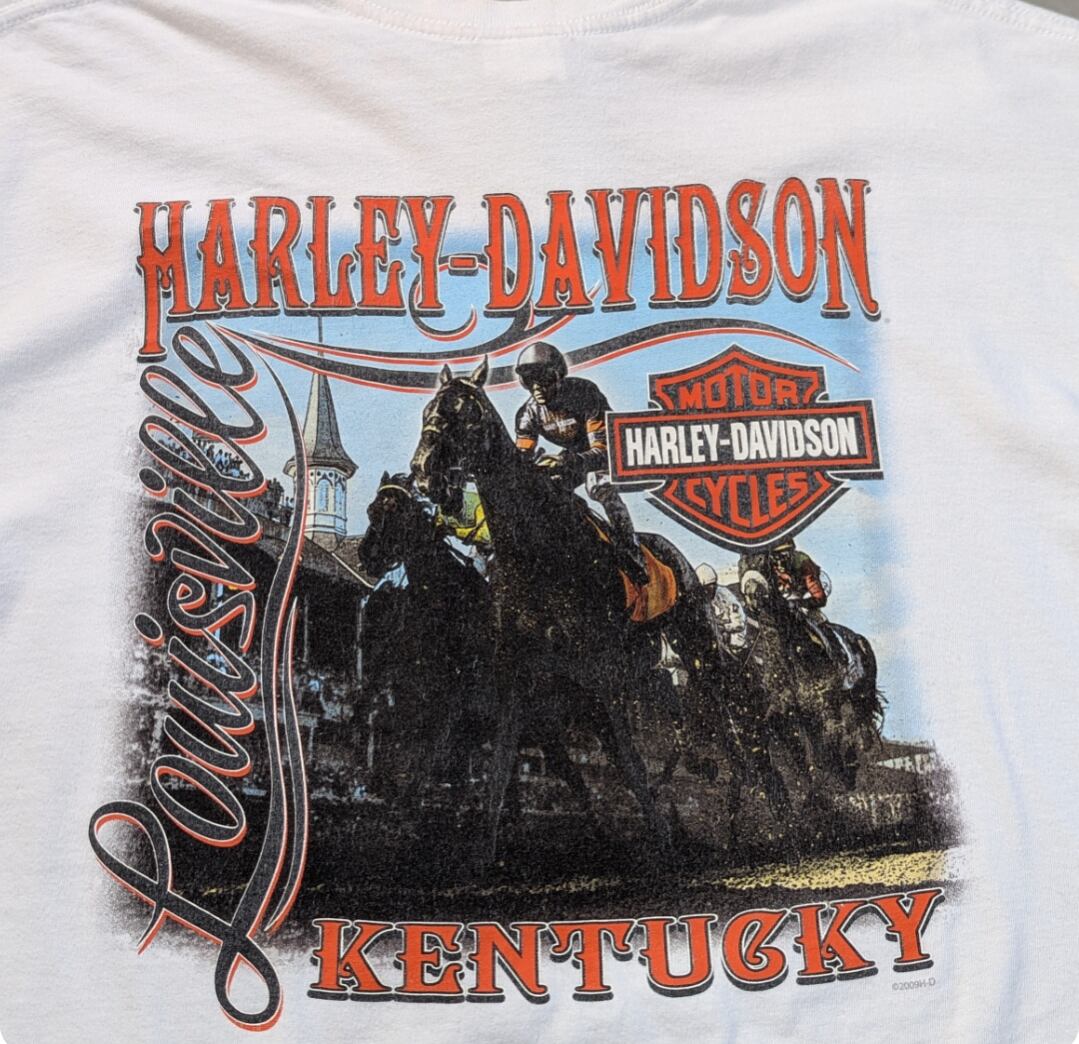 HARLEY-DAVIDSON
Louisville
MOTOR
HARLEY-DAVIDSON
CYCLES
KENTUCKY
©2009H-D